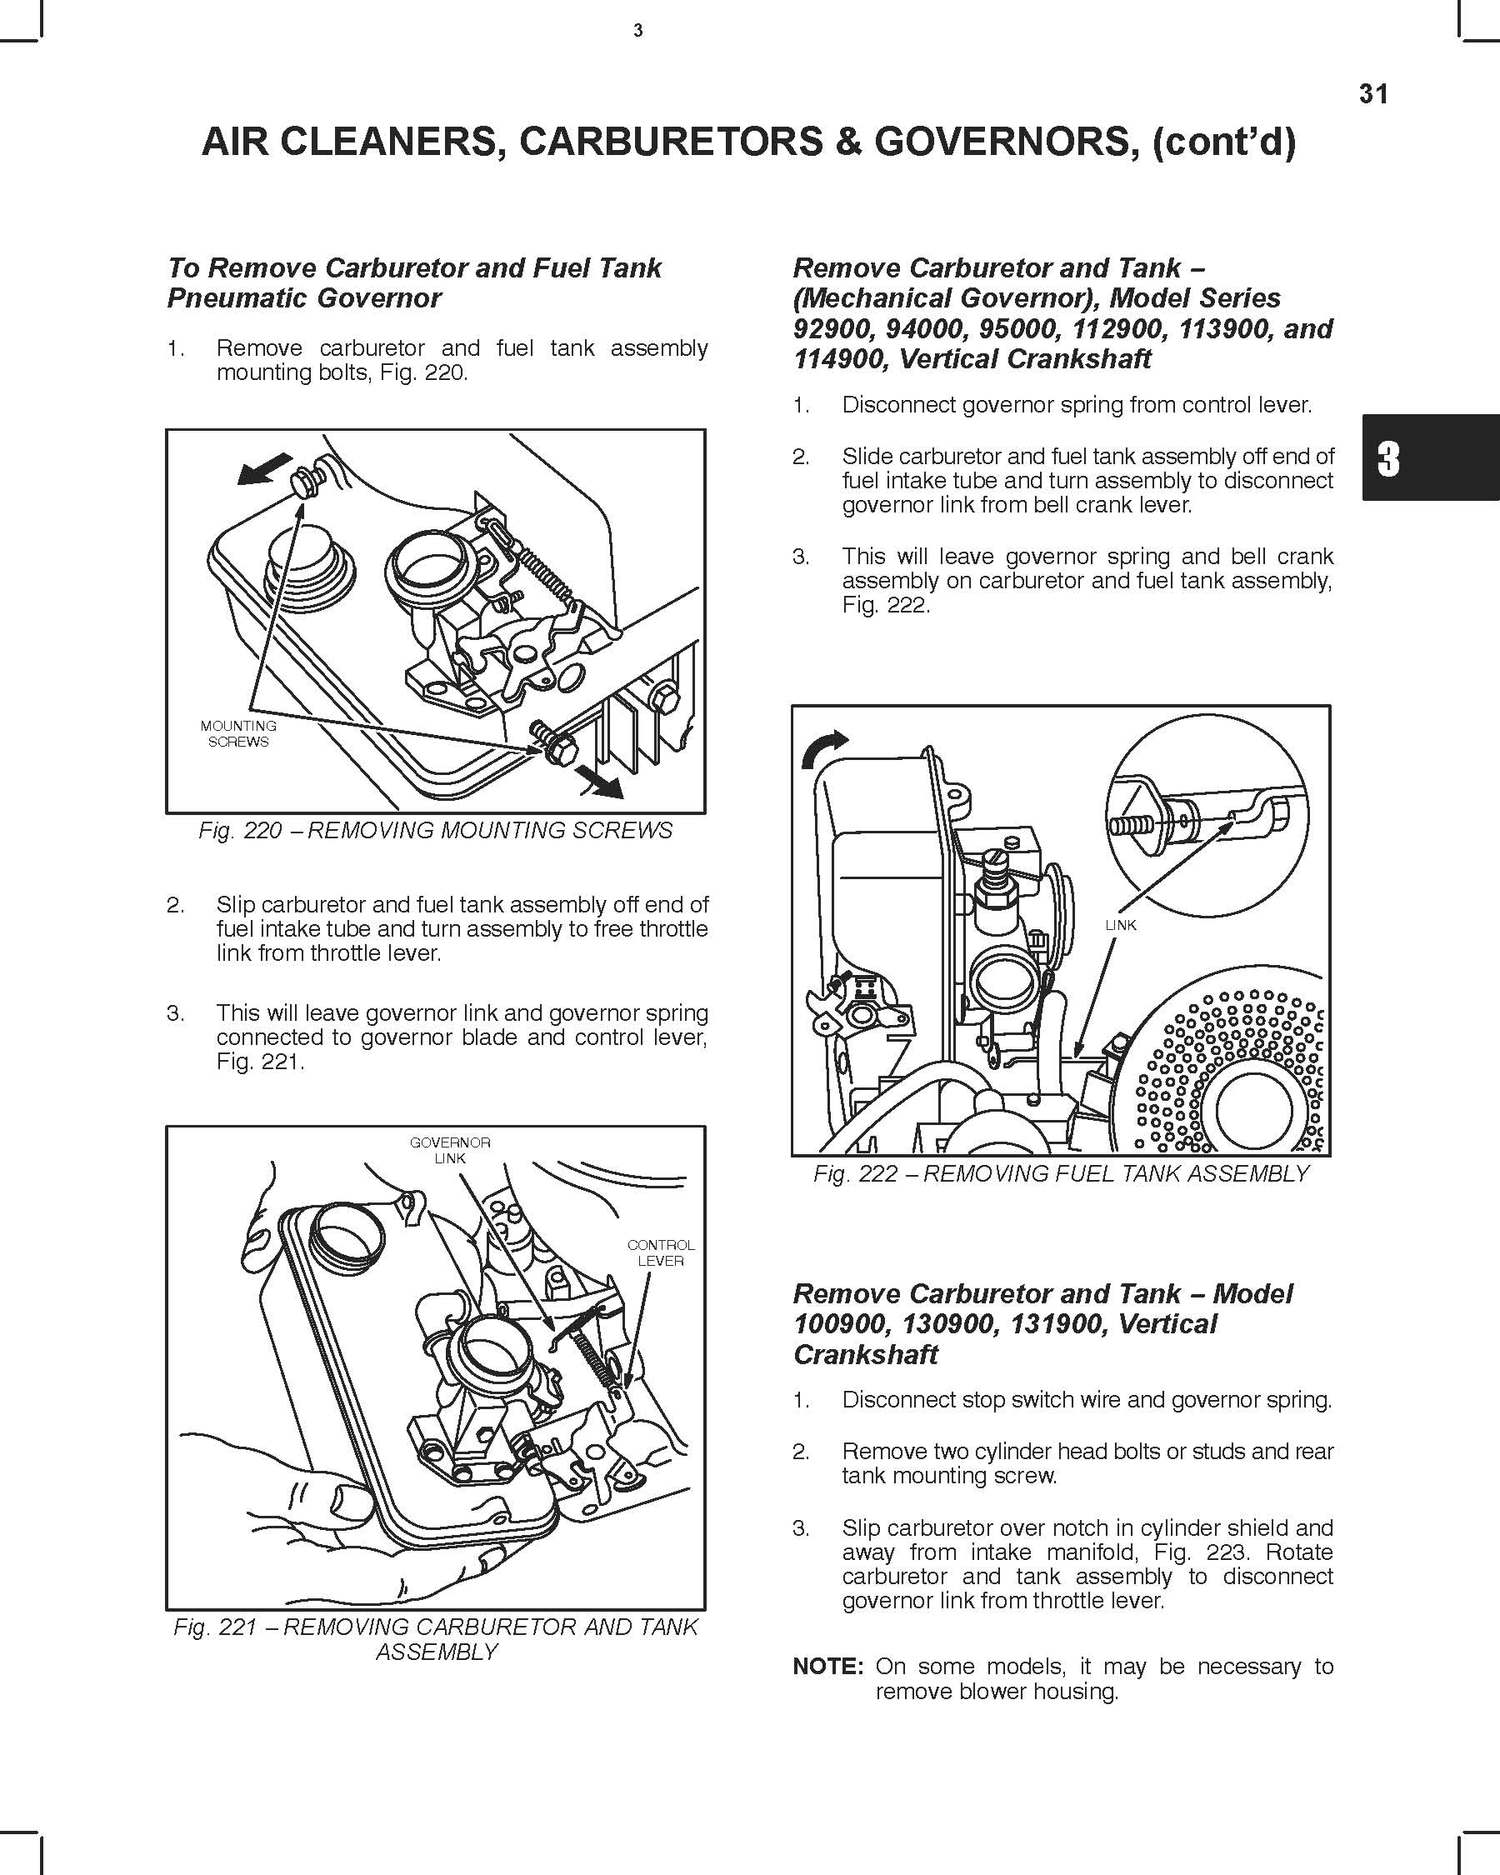 3
31
AIR CLEANERS, CARBURETORS & GOVERNORS, (cont’d)
To Remove Carburetor and Fuel Tank
Pneumatic Governor
1. Remove carburetor and fuel tank assembly
mounting bolts, Fig. 220.
MOUNTING
SCREWS
Fig. 220 – REMOVING MOUNTING SCREWS
2. Slip carburetor and fuel tank assembly off end of
fuel intake tube and turn assembly to free throttle
link from throttle lever.
3. This will leave governor link and governor spring
connected to governor blade and control lever,
Fig. 221.
GOVERNOR
LINK
CONTROL
LEVER
Fig. 221 – REMOVING CARBURETOR AND TANK
ASSEMBLY
Remove Carburetor and Tank –
(Mechanical Governor), Model Series
92900, 94000, 95000, 112900, 113900, and
114900, Vertical Crankshaft
1. Disconnect governor spring from control lever.
2. Slide carburetor and fuel tank assembly off end of
fuel intake tube and turn assembly to disconnect
governor link from bell crank lever.
3. This will leave governor spring and bell crank
assembly on carburetor and fuel tank assembly,
Fig. 222.
3
LINK
Fig. 222 – REMOVING FUEL TANK ASSEMBLY
Remove Carburetor and Tank – Model
100900, 130900, 131900, Vertical
Crankshaft
1. Disconnect stop switch wire and governor spring.
2. Remove two cylinder head bolts or studs and rear
tank mounting screw.
3. Slip carburetor over notch in cylinder shield and
away from intake manifold, Fig. 223. Rotate
carburetor and tank assembly to disconnect
governor link from throttle lever.
NOTE: On some models, it may be necessary to
remove blower housing.